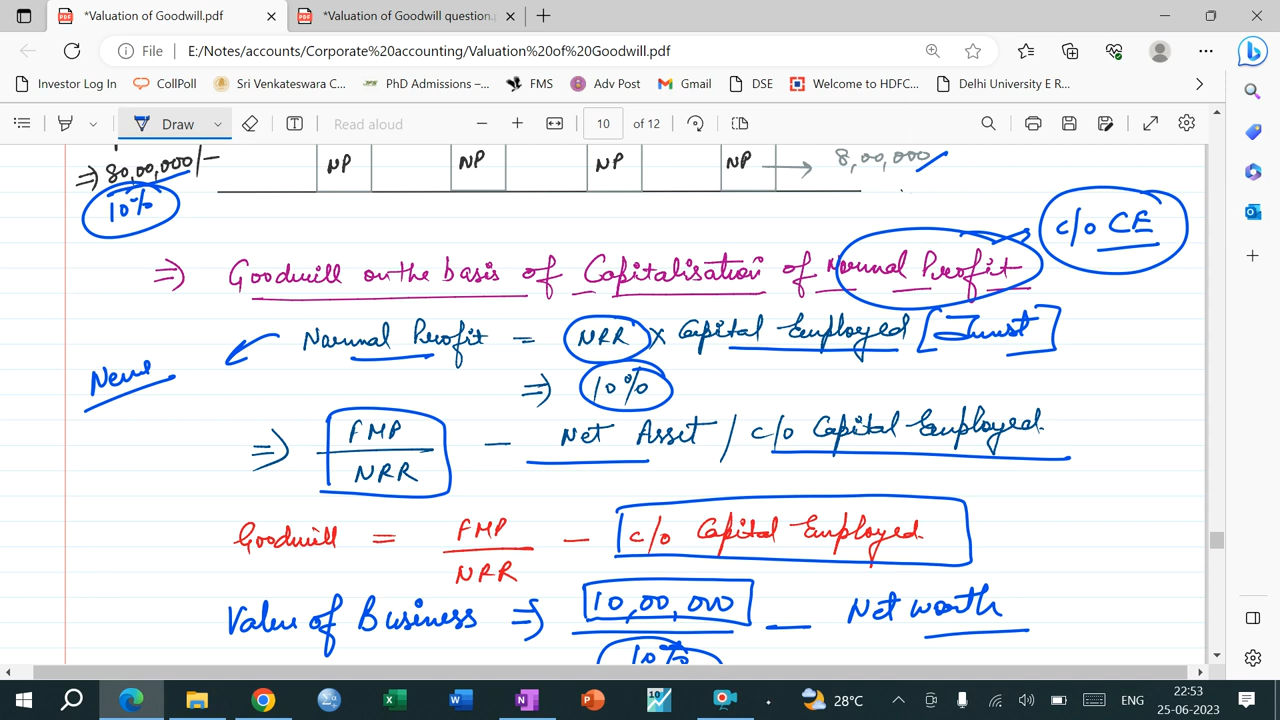 *Valuation of Goodwill.pdf
*Valuation of Goodwill question.
File E:/Notes/accounts/Corporate%20accounting/Valuation%20of%20Goodwill.pdf
Investor Log In CollPoll Sri Venkateswara C... PhD Admissions –... FMS Adv Post Gmail DSE Welcome to HDFC... Delhi University E R...
Draw Read aloud 10 of 12
⇒ 80,00,000/- NP NP NP NP → 8,00,000
10%
c/o CE
⇒ Goodwill on the basis of Capitalisation of Normal Profit
Normal Profit = NRR x Capital Employed
⇒ 10%
⇒ FMP/NRR - Net Asset / c/o Capital Employed.
Goodwill = FMP/NRR - c/o Capital Employed.
Value of Business ⇒ 10,00,000/10% - Net worth
28°C ENG 22:53
25-06-2023